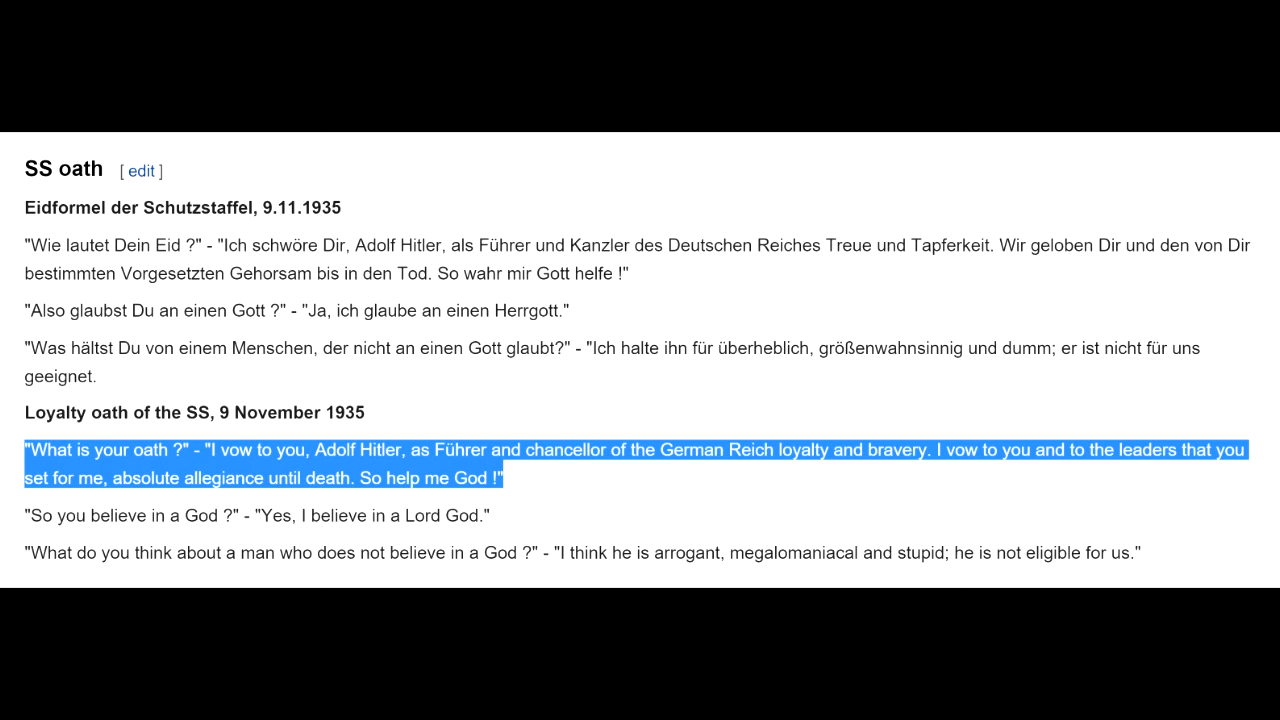 SS oath [ edit ]
Eidformel der Schutzstaffel, 9.11.1935
"Wie lautet Dein Eid ?" - "Ich schwöre Dir, Adolf Hitler, als Führer und Kanzler des Deutschen Reiches Treue und Tapferkeit. Wir geloben Dir und den von Dir
bestimmten Vorgesetzten Gehorsam bis in den Tod. So wahr mir Gott helfe !"
"Also glaubst Du an einen Gott ?" - "Ja, ich glaube an einen Herrgott."
"Was hältst Du von einem Menschen, der nicht an einen Gott glaubt?" - "Ich halte ihn für überheblich, größenwahnsinnig und dumm; er ist nicht für uns
geeignet.
Loyalty oath of the SS, 9 November 1935
"What is your oath ?" - "I vow to you, Adolf Hitler, as Führer and chancellor of the German Reich loyalty and bravery. I vow to you and to the leaders that you
set for me, absolute allegiance until death. So help me God !"
"So you believe in a God ?" - "Yes, I believe in a Lord God."
"What do you think about a man who does not believe in a God ?" - "I think he is arrogant, megalomaniacal and stupid; he is not eligible for us."